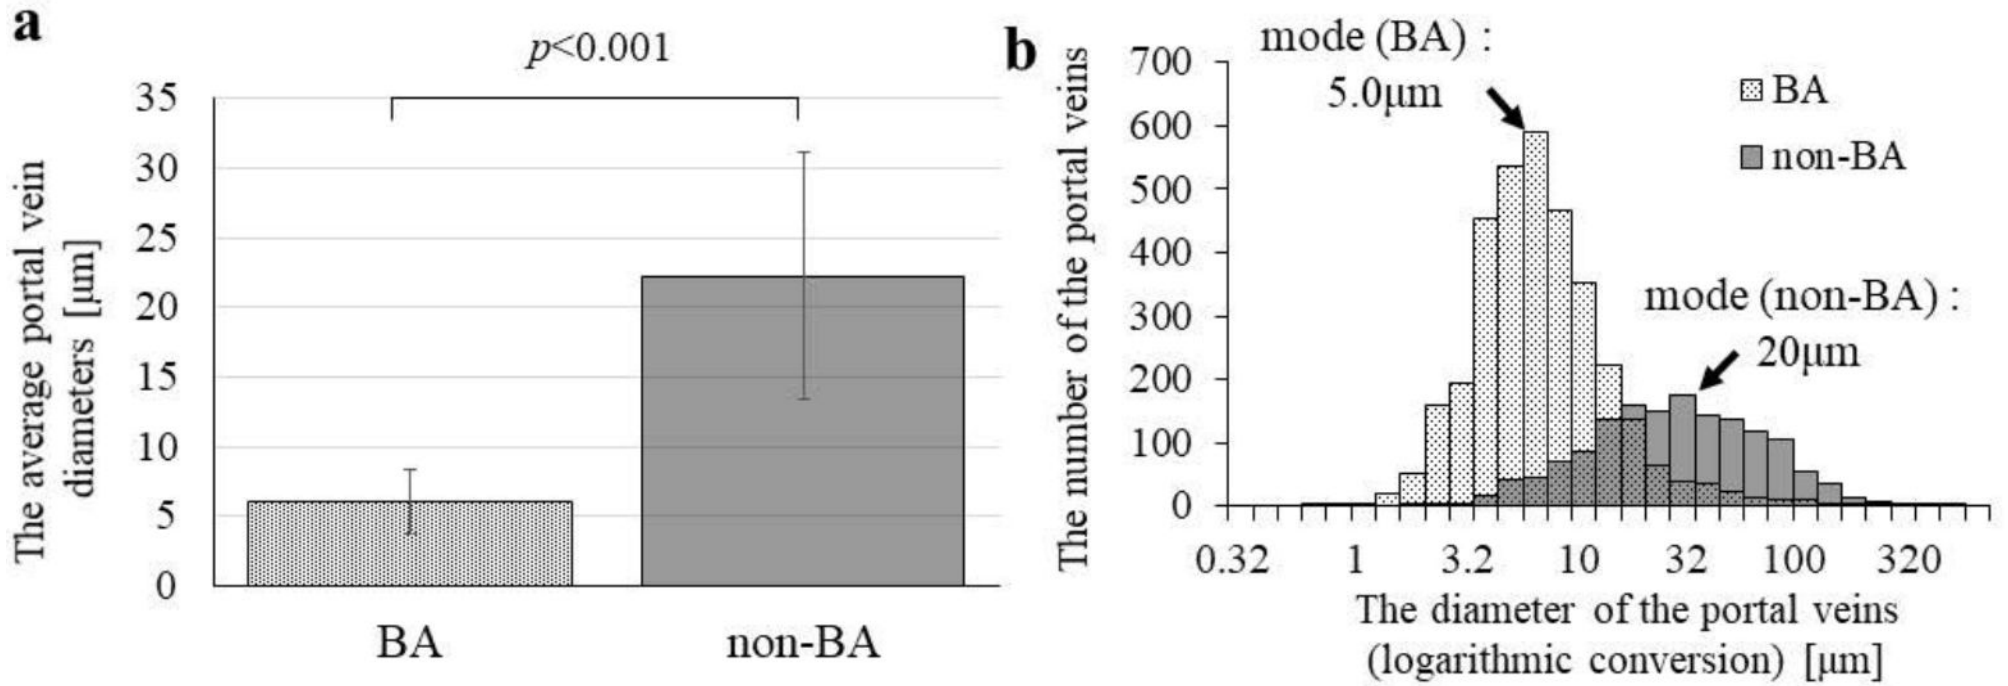 a
p<0.001
The average portal vein
diameters [μm]
35
30
25
20
15
10
5
0
BA
non-BA
b
mode (BA) :
5.0μm
The number of the portal veins
700
600
500
400
300
200
100
0
BA
non-BA
mode (non-BA) :
20μm
0.32 1 3.2 10 32 100 320
The diameter of the portal veins
(logarithmic conversion) [μm]